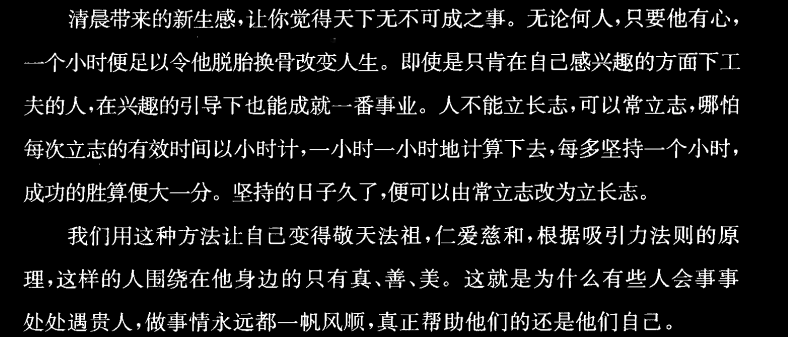 清晨带来的新生感,让你觉得天下无不可成之事。无论何人,只要他有心,
一个小时便足以令他脱胎换骨改变人生。即使是只肯在自己感兴趣的方面下工
夫的人,在兴趣的引导下也能成就一番事业。人不能立长志,可以常立志,哪怕
每次立志的有效时间以小时计,一小时一小时地计算下去,每多坚持一个小时,
成功的胜算便大一分。坚持的日子久了,便可以由常立志改为立长志。
我们用这种方法让自己变得敬天法祖,仁爱慈和,根据吸引力法则的原
理,这样的人围绕在他身边的只有真、善、美。这就是为什么有些人会事事
处处遇贵人,做事情永远都一帆风顺,真正帮助他们的还是他们自己。